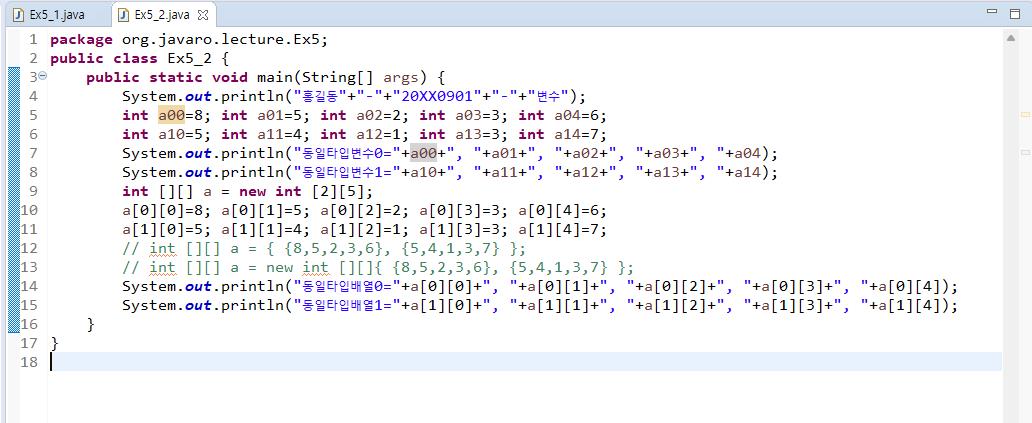 Ex5_1.java Ex5_2.java
1 package org.javaro.lecture.Ex5;
2 public class Ex5_2 {
3 public static void main(String[] args) {
4 System.out.println("홍길동"+"-"+"20XX0901"+"-"+"변수");
5 int a00=8; int a01=5; int a02=2; int a03=3; int a04=6;
6 int a10=5; int a11=4; int a12=1; int a13=3; int a14=7;
7 System.out.println("동일타입변수0="+a00+", "+a01+", "+a02+", "+a03+", "+a04);
8 System.out.println("동일타입변수1="+a10+", "+a11+", "+a12+", "+a13+", "+a14);
9 int [][] a = new int [2][5];
10 a[0][0]=8; a[0][1]=5; a[0][2]=2; a[0][3]=3; a[0][4]=6;
11 a[1][0]=5; a[1][1]=4; a[1][2]=1; a[1][3]=3; a[1][4]=7;
12 // int [][] a = { {8,5,2,3,6}, {5,4,1,3,7} };
13 // int [][] a = new int [][]{ {8,5,2,3,6}, {5,4,1,3,7} };
14 System.out.println("동일타입배열0="+a[0][0]+", "+a[0][1]+", "+a[0][2]+", "+a[0][3]+", "+a[0][4]);
15 System.out.println("동일타입배열1="+a[1][0]+", "+a[1][1]+", "+a[1][2]+", "+a[1][3]+", "+a[1][4]);
16 }
17 }
18